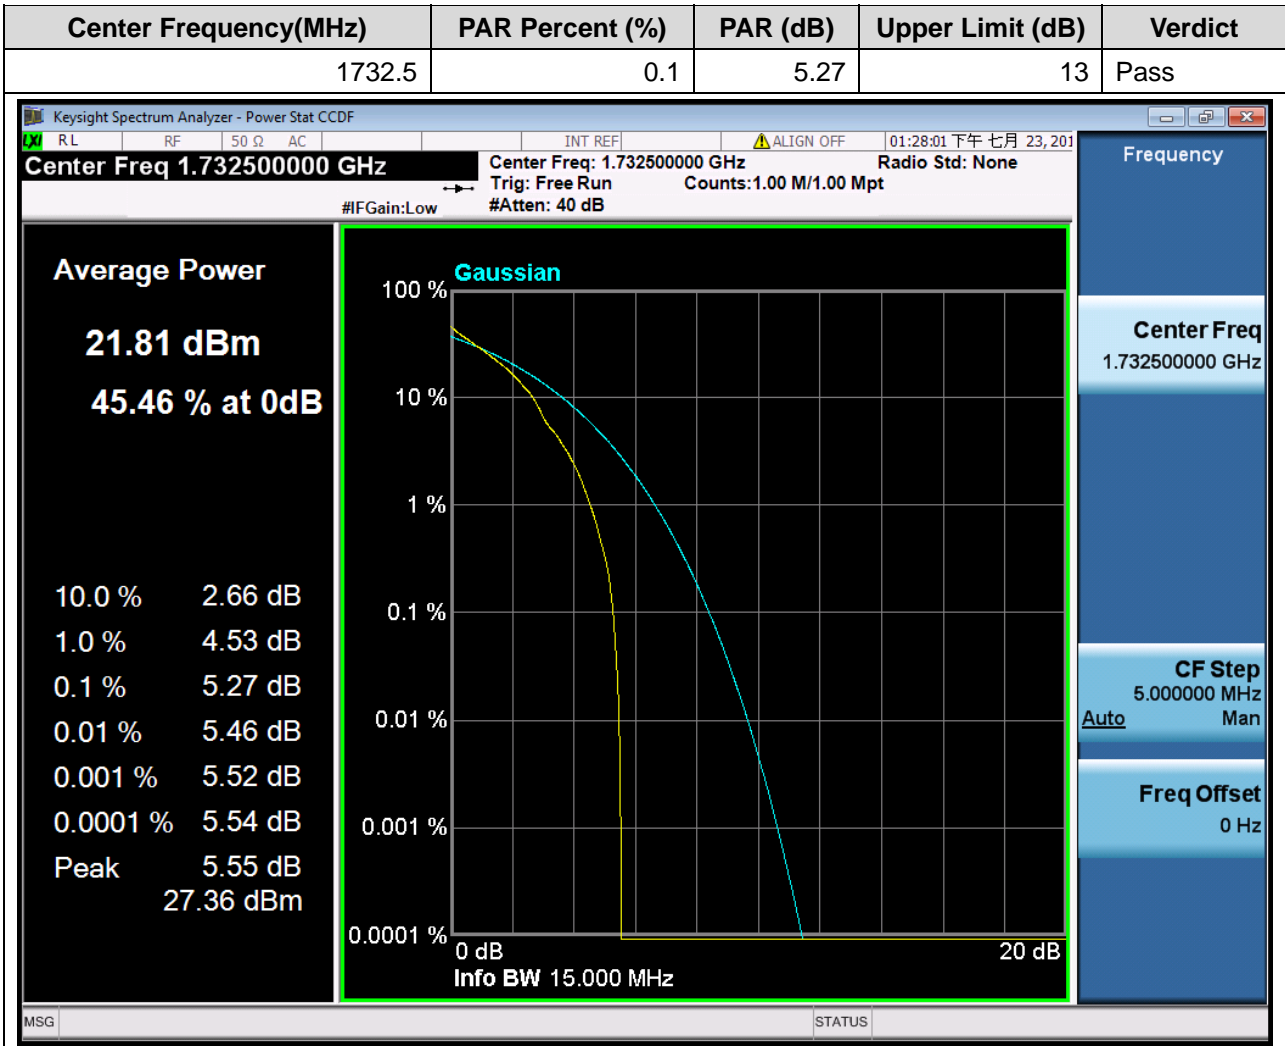 Center Frequency(MHz) PAR Percent (%) PAR (dB) Upper Limit (dB) Verdict
1732.5 0.1 5.27 13 Pass
Keysight Spectrum Analyzer - Power Stat CCDF
LXI RL RF 50 Ω AC INT REF ALIGN OFF 01:28:01 下午 七月 23, 201
Center Freq 1.732500000 GHz
Center Freq: 1.732500000 GHz Radio Std: None
Trig: Free Run Counts:1.00 M/1.00 Mpt
#IFGain:Low #Atten: 40 dB
Frequency
Average Power
21.81 dBm
45.46 % at 0dB
10.0 % 2.66 dB
1.0 % 4.53 dB
0.1 % 5.27 dB
0.01 % 5.46 dB
0.001 % 5.52 dB
0.0001 % 5.54 dB
Peak 5.55 dB
27.36 dBm
Gaussian
100 %
10 %
1 %
0.1 %
0.01 %
0.001 %
0.0001 %
0 dB 20 dB
Info BW 15.000 MHz
Center Freq
1.732500000 GHz
CF Step
5.000000 MHz
Auto Man
Freq Offset
0 Hz
MSG STATUS